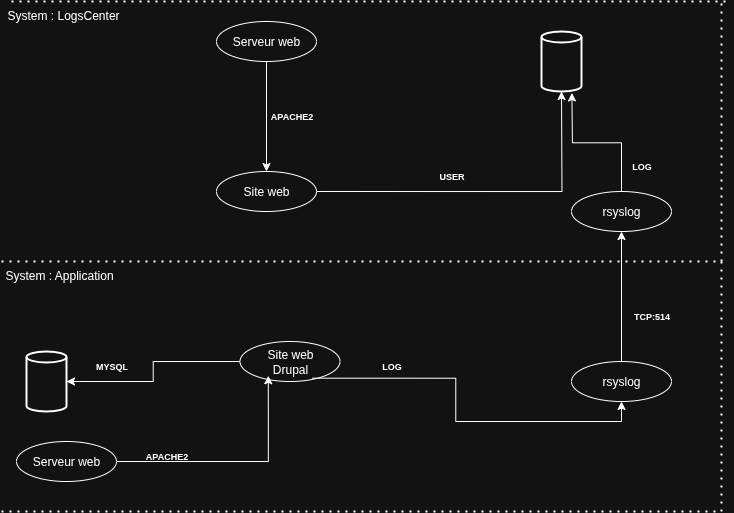 System : LogsCenter
Serveur web
APACHE2
Site web
USER
LOG
rsyslog
System : Application
TCP:514
Site web
Drupal
MYSQL
LOG
rsyslog
Serveur web
APACHE2